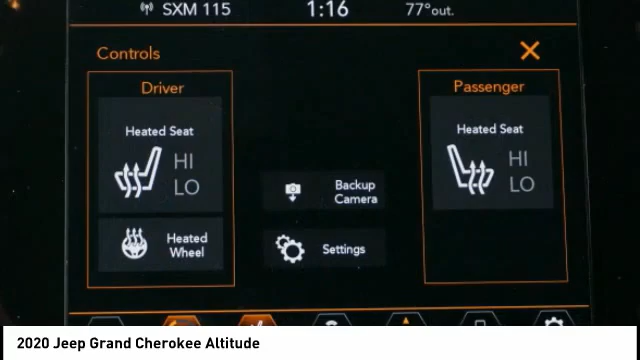 SXM 115 1:16 77°out.
Controls
Driver
Passenger
Heated Seat
HI
LO
Heated Seat
HI
LO
Backup
Camera
Heated
Wheel
Settings
2020 Jeep Grand Cherokee Altitude